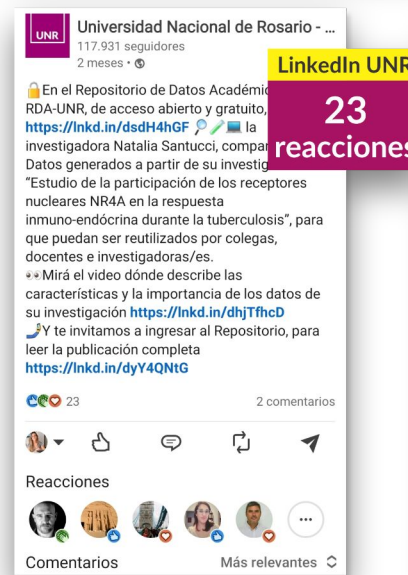 UNR
Universidad Nacional de Rosario - ...
117.931 seguidores
2 meses •
LinkedIn UNR
23
reacciones
En el Repositorio de Datos Académic
RDA-UNR, de acceso abierto y gratuito,
https://lnkd.in/dsdH4hGF la
investigadora Natalia Santucci, compar
Datos generados a partir de su investig
"Estudio de la participación de los receptores
nucleares NR4A en la respuesta
inmuno-endócrina durante la tuberculosis", para
que puedan ser reutilizados por colegas,
docentes e investigadoras/es.
Mirá el video dónde describe las
características y la importancia de los datos de
su investigación https://lnkd.in/dhjTfhcD
Y te invitamos a ingresar al Repositorio, para
leer la publicación completa
https://lnkd.in/dyY4QNtG
23
2 comentarios
Reacciones
Comentarios
Más relevantes